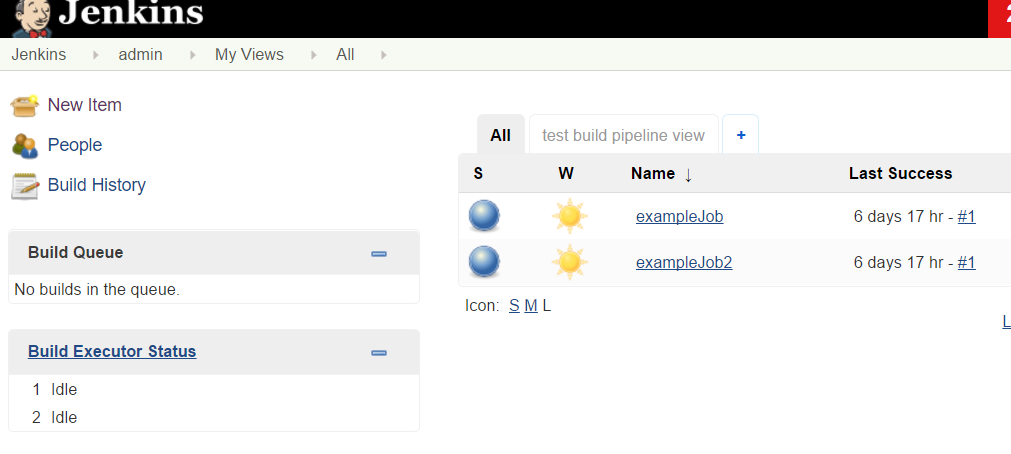 Jenkins
Jenkins admin My Views All
New Item
People
Build History
Build Queue
No builds in the queue.
Build Executor Status
1 Idle
2 Idle
All test build pipeline view +
S W Name ↓ Last Success
exampleJob 6 days 17 hr - #1
exampleJob2 6 days 17 hr - #1
Icon: S M L
L